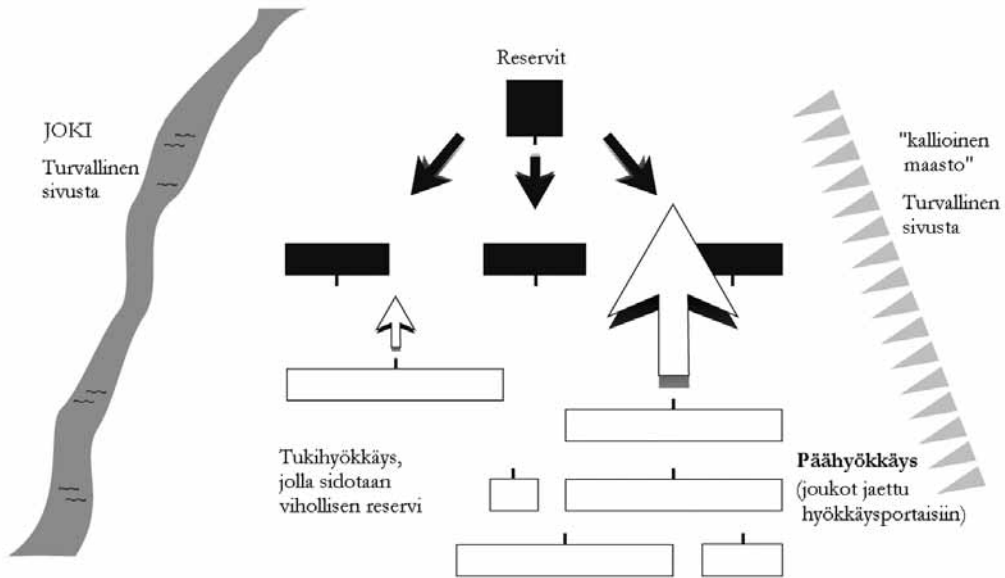 Reservit
JOKI
Turvallinen
sivusta
"kallioinen
maasto"
Turvallinen
sivusta
Tukihyökkäys,
jolla sidotaan
vihollisen reservi
Päähyökkäys
(joukot jaettu
hyökkäysportaisiin)